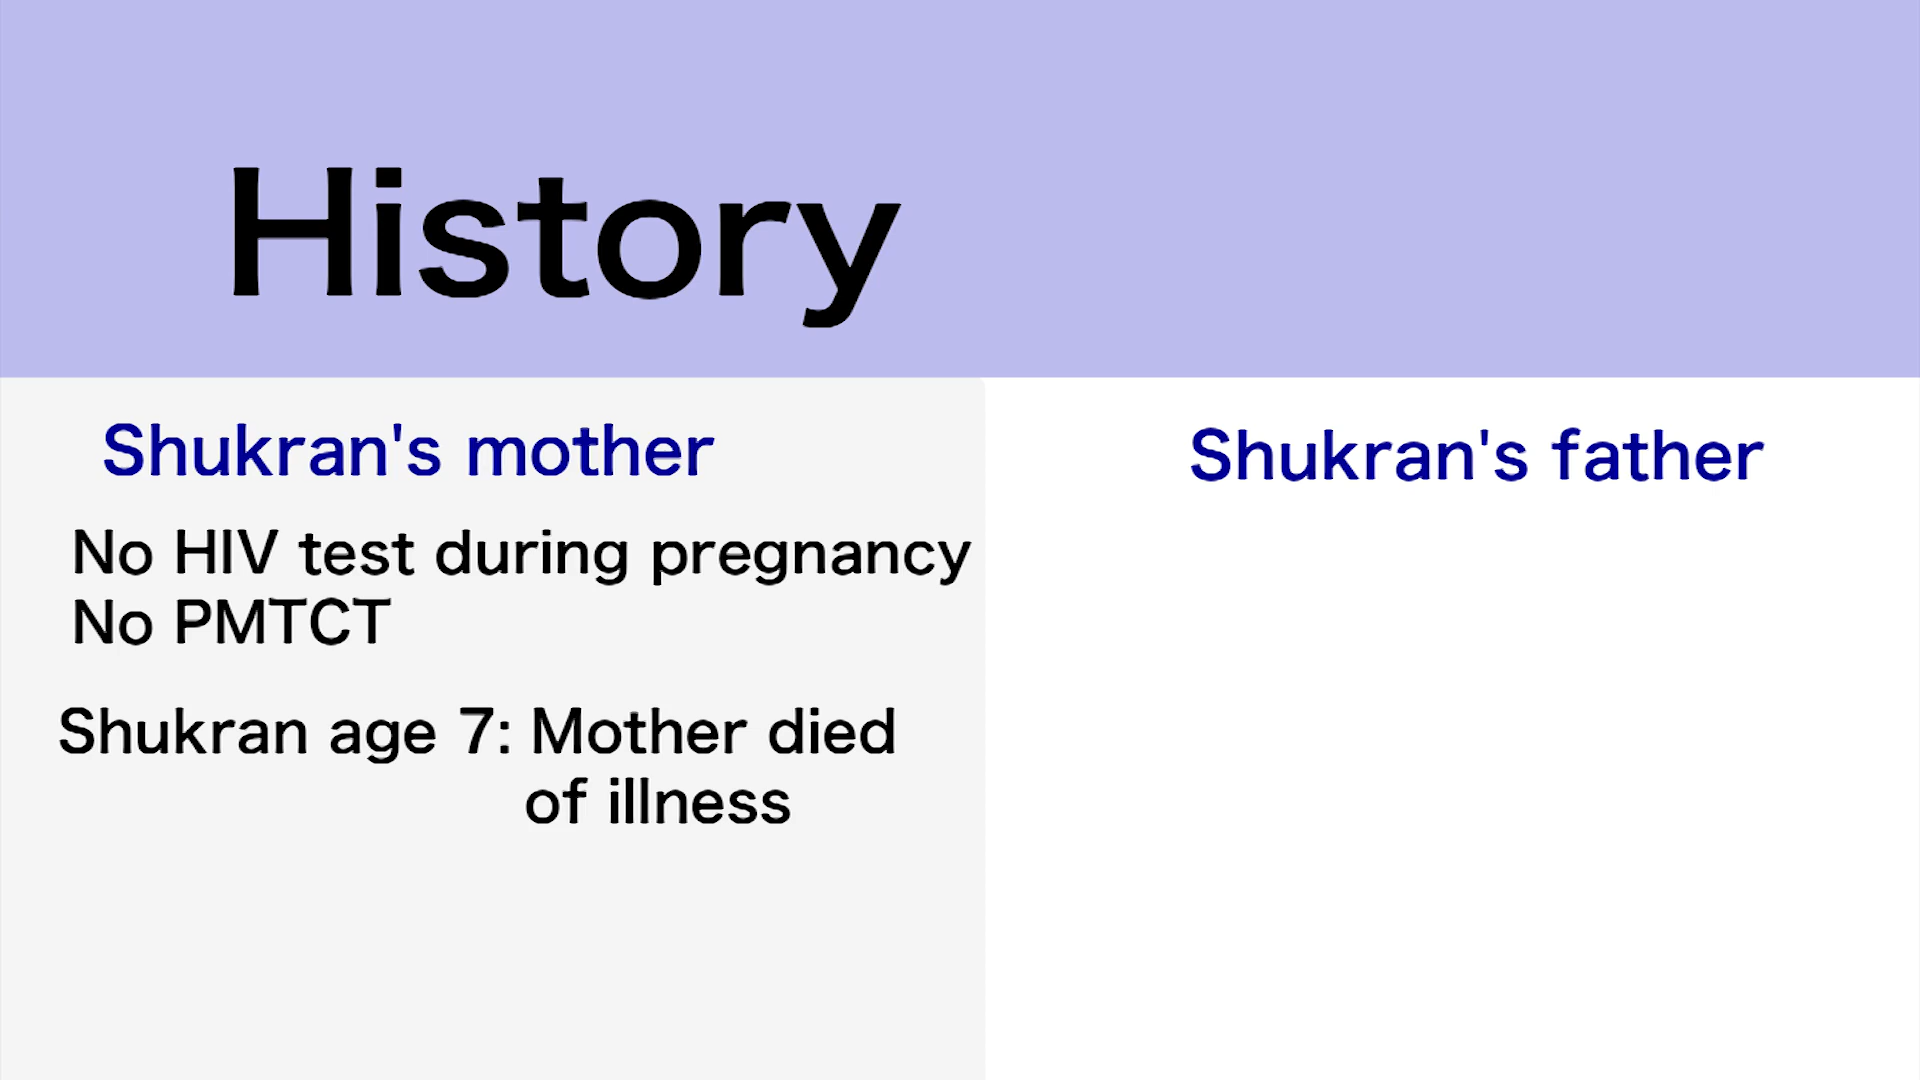 History
Shukran's mother
No HIV test during pregnancy
No PMTCT
Shukran age 7: Mother died
of illness
Shukran's father